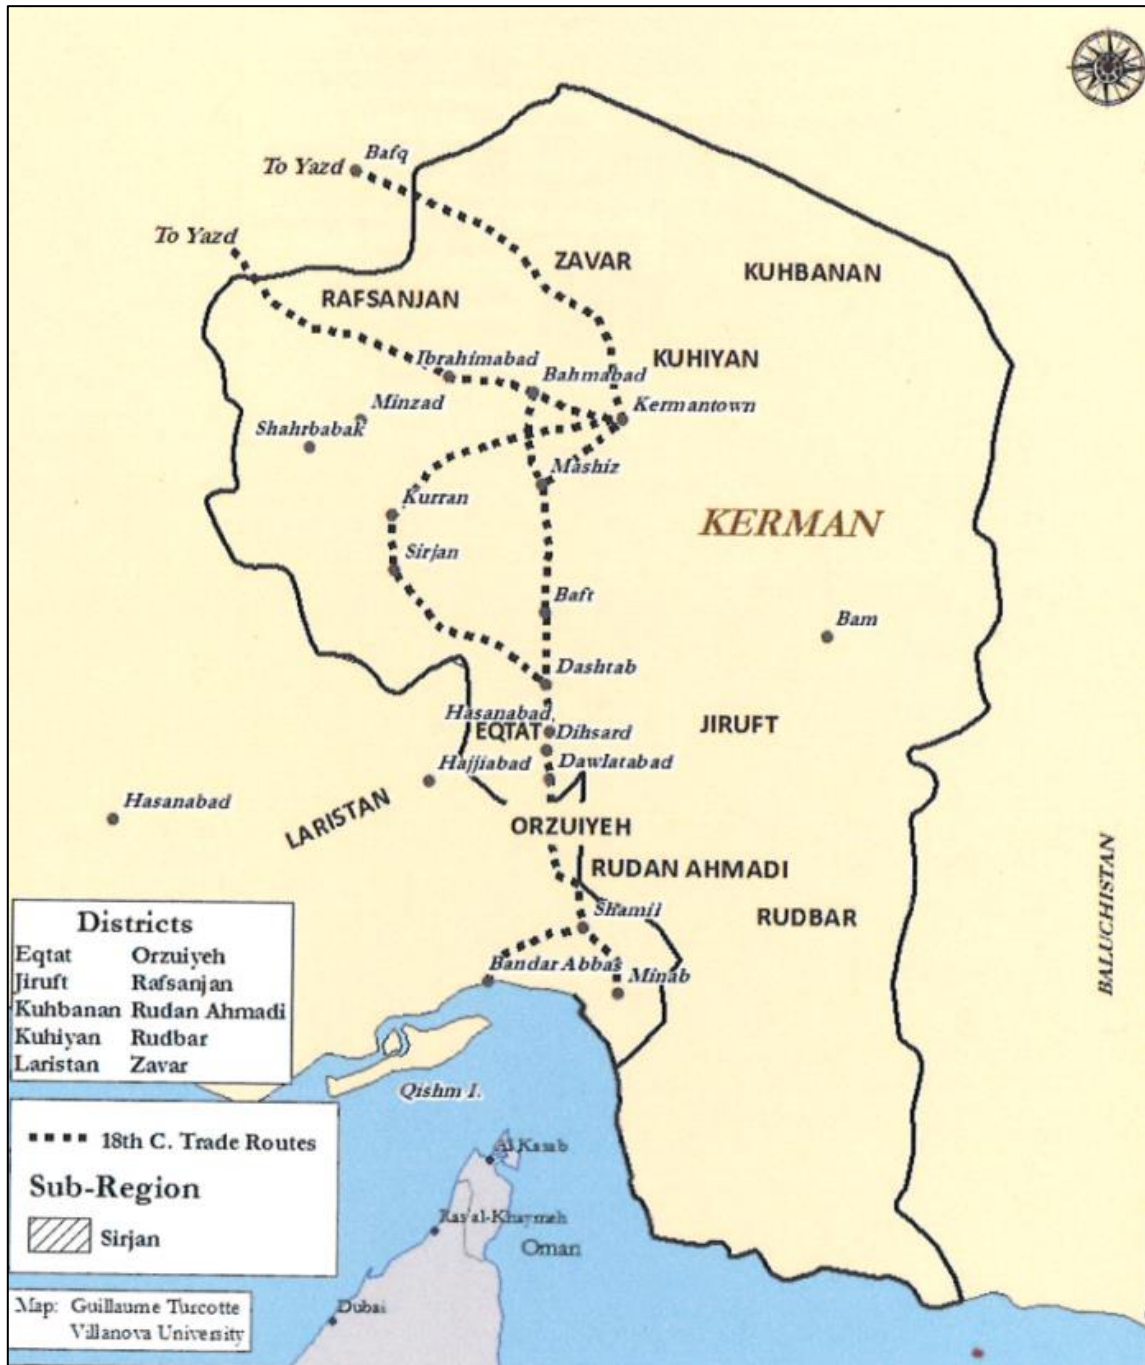 Bafq
To Yazd
To Yazd
ZAVAR
KUHBANAN
RAFSANJAN
Ibrahimabad
KUHIYAN
Bahmabad
Minzad
Kermantown
Shahrbabak
Mashiz
Kurran
KERMAN
Sirjan
Baft
Bam
Dashtab
Hasanabad
EQTAT
Dihsard
JIRUFT
Hajjiabad
Dawlatabad
Hasanabad
LARISTAN
ORZUIYEH
RUDAN AHMADI
BALUCHISTAN
Shamil
RUDBAR
Bandar Abbas
Minab
Qishm I.
Al Kasab
Ras al-Khaymeh
Oman
Dubai
Districts
Eqtat Orzuiyeh
Jiruft Rafsanjan
Kuhbanan Rudan Ahmadi
Kuhiyan Rudbar
Laristan Zavar
18th C. Trade Routes
Sub-Region
Sirjan
Map: Guillaume Turcotte
Villanova University